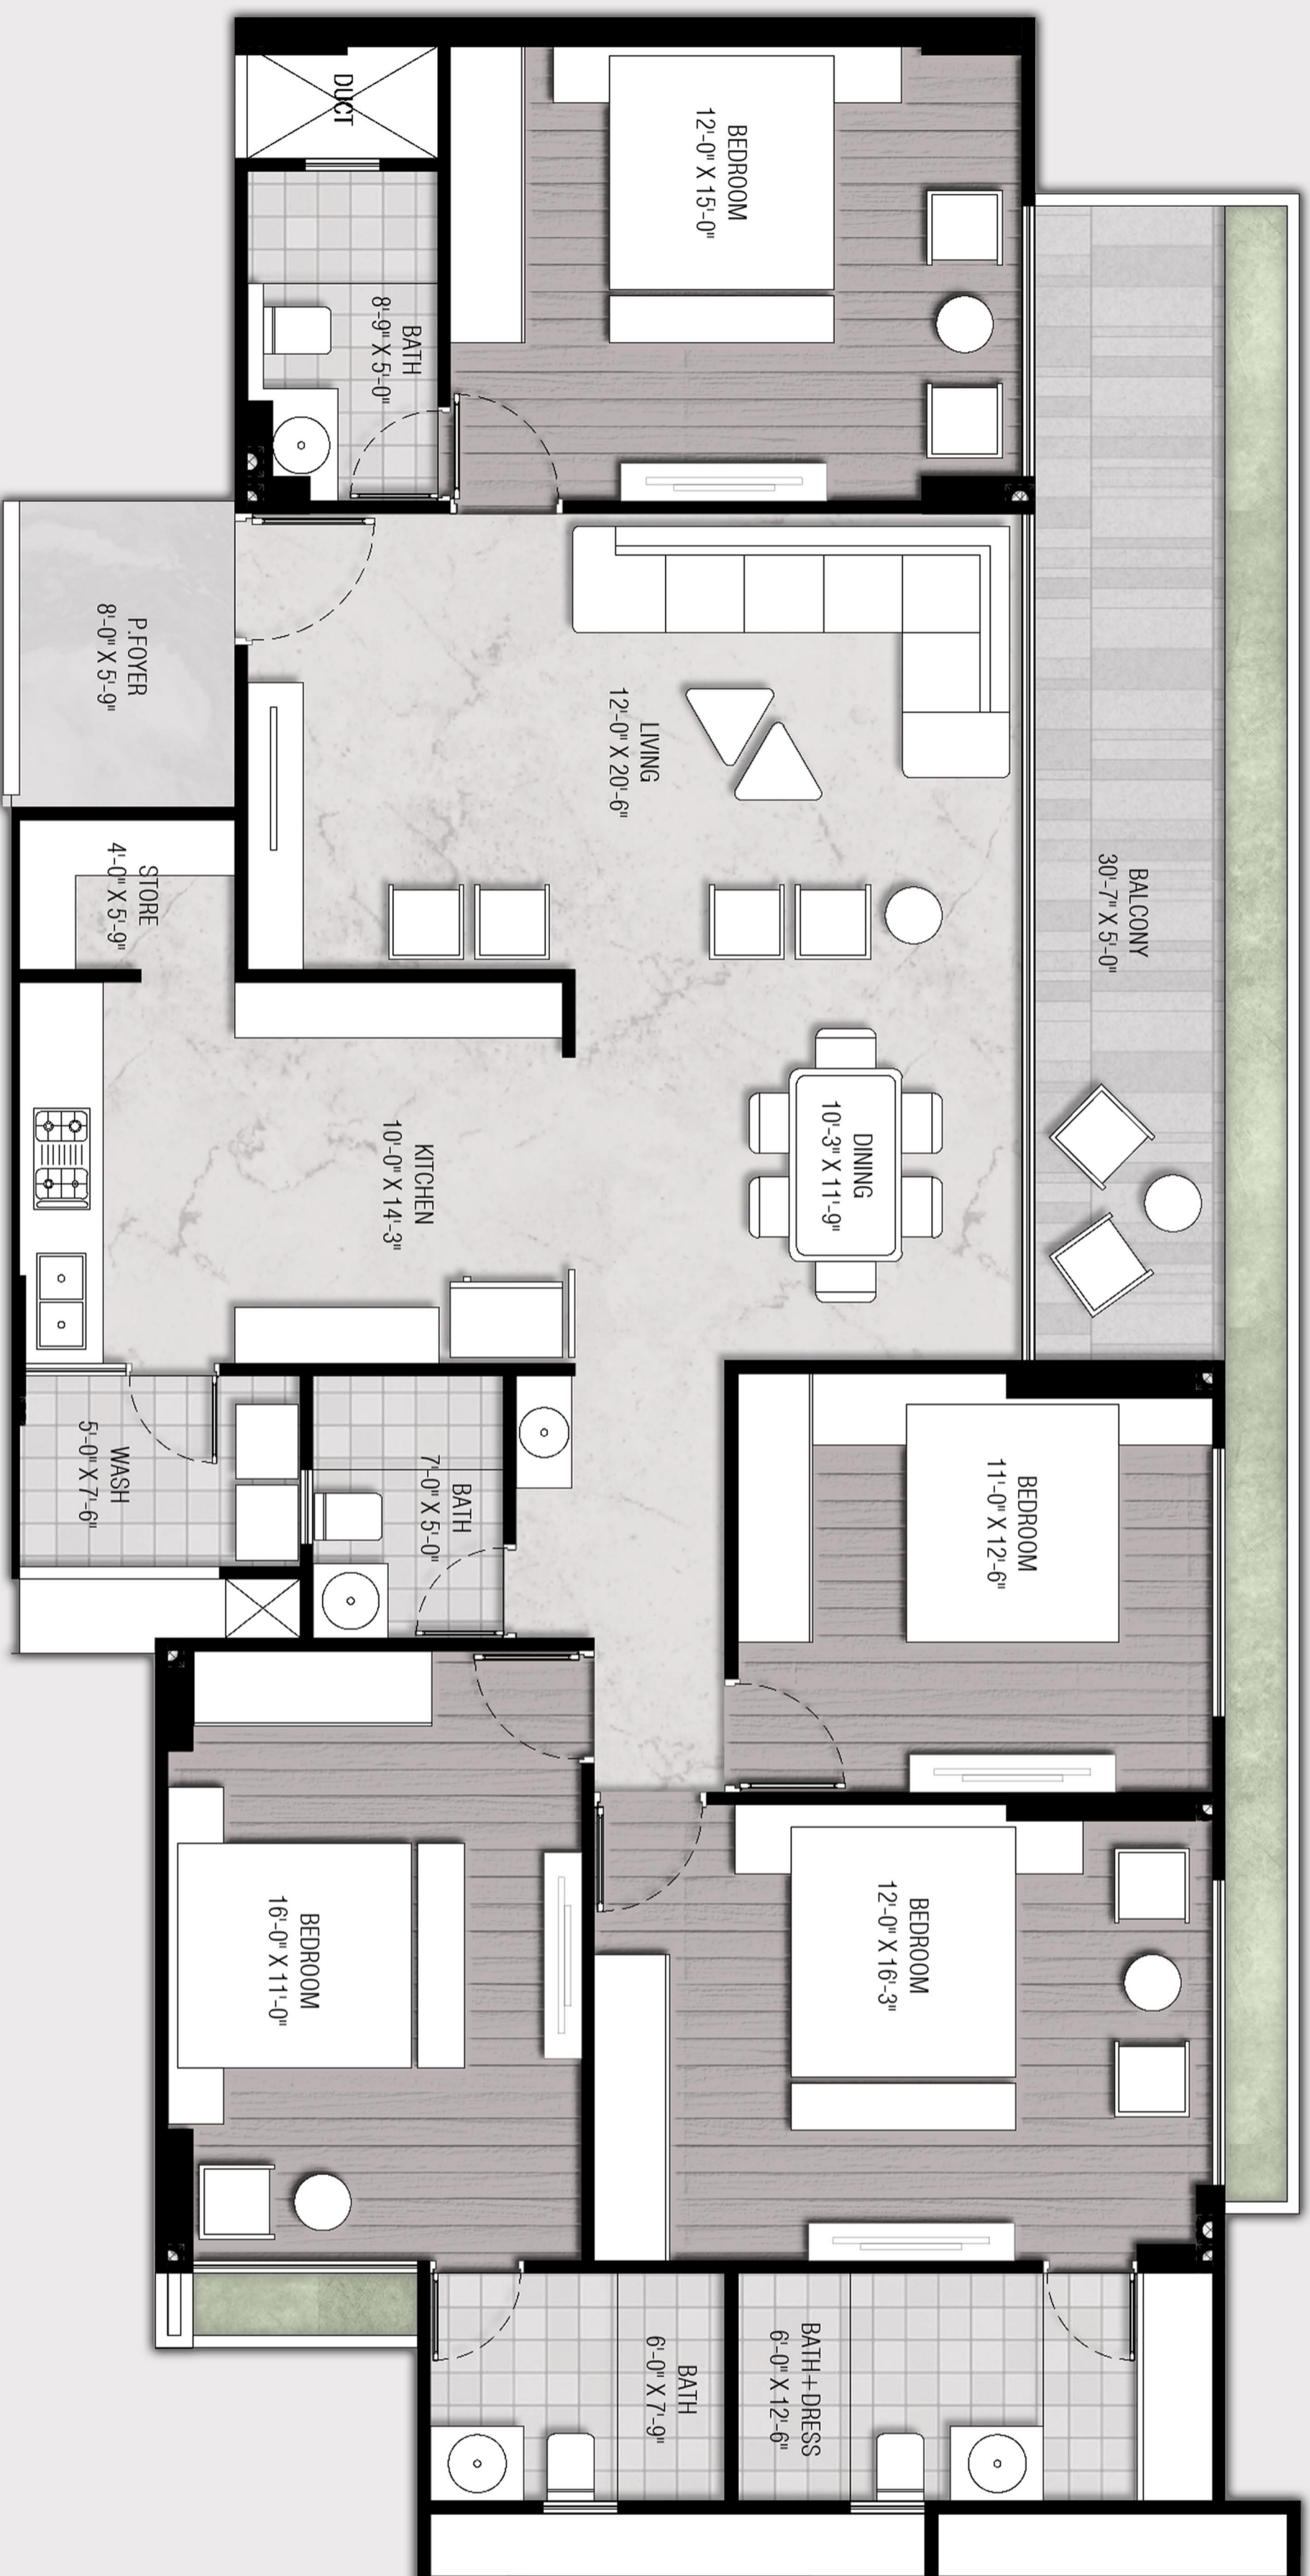 DUCT
BEDROOM
12'-0" X 15'-0"
BATH
8'-9" X 5'-0"
P.FOYER
8'-0" X 5'-9"
LIVING
12'-0" X 20'-6"
STORE
4'-0" X 5'-9"
BALCONY
30'-7" X 5'-0"
DINING
10'-3" X 11'-9"
KITCHEN
10'-0" X 14'-3"
WASH
5'-0" X 7'-6"
BATH
7'-0" X 5'-0"
BEDROOM
11'-0" X 12'-6"
BEDROOM
16'-0" X 11'-0"
BEDROOM
12'-0" X 16'-3"
BATH
6'-0" X 7'-9"
BATH+DRESS
6'-0" X 12'-6"